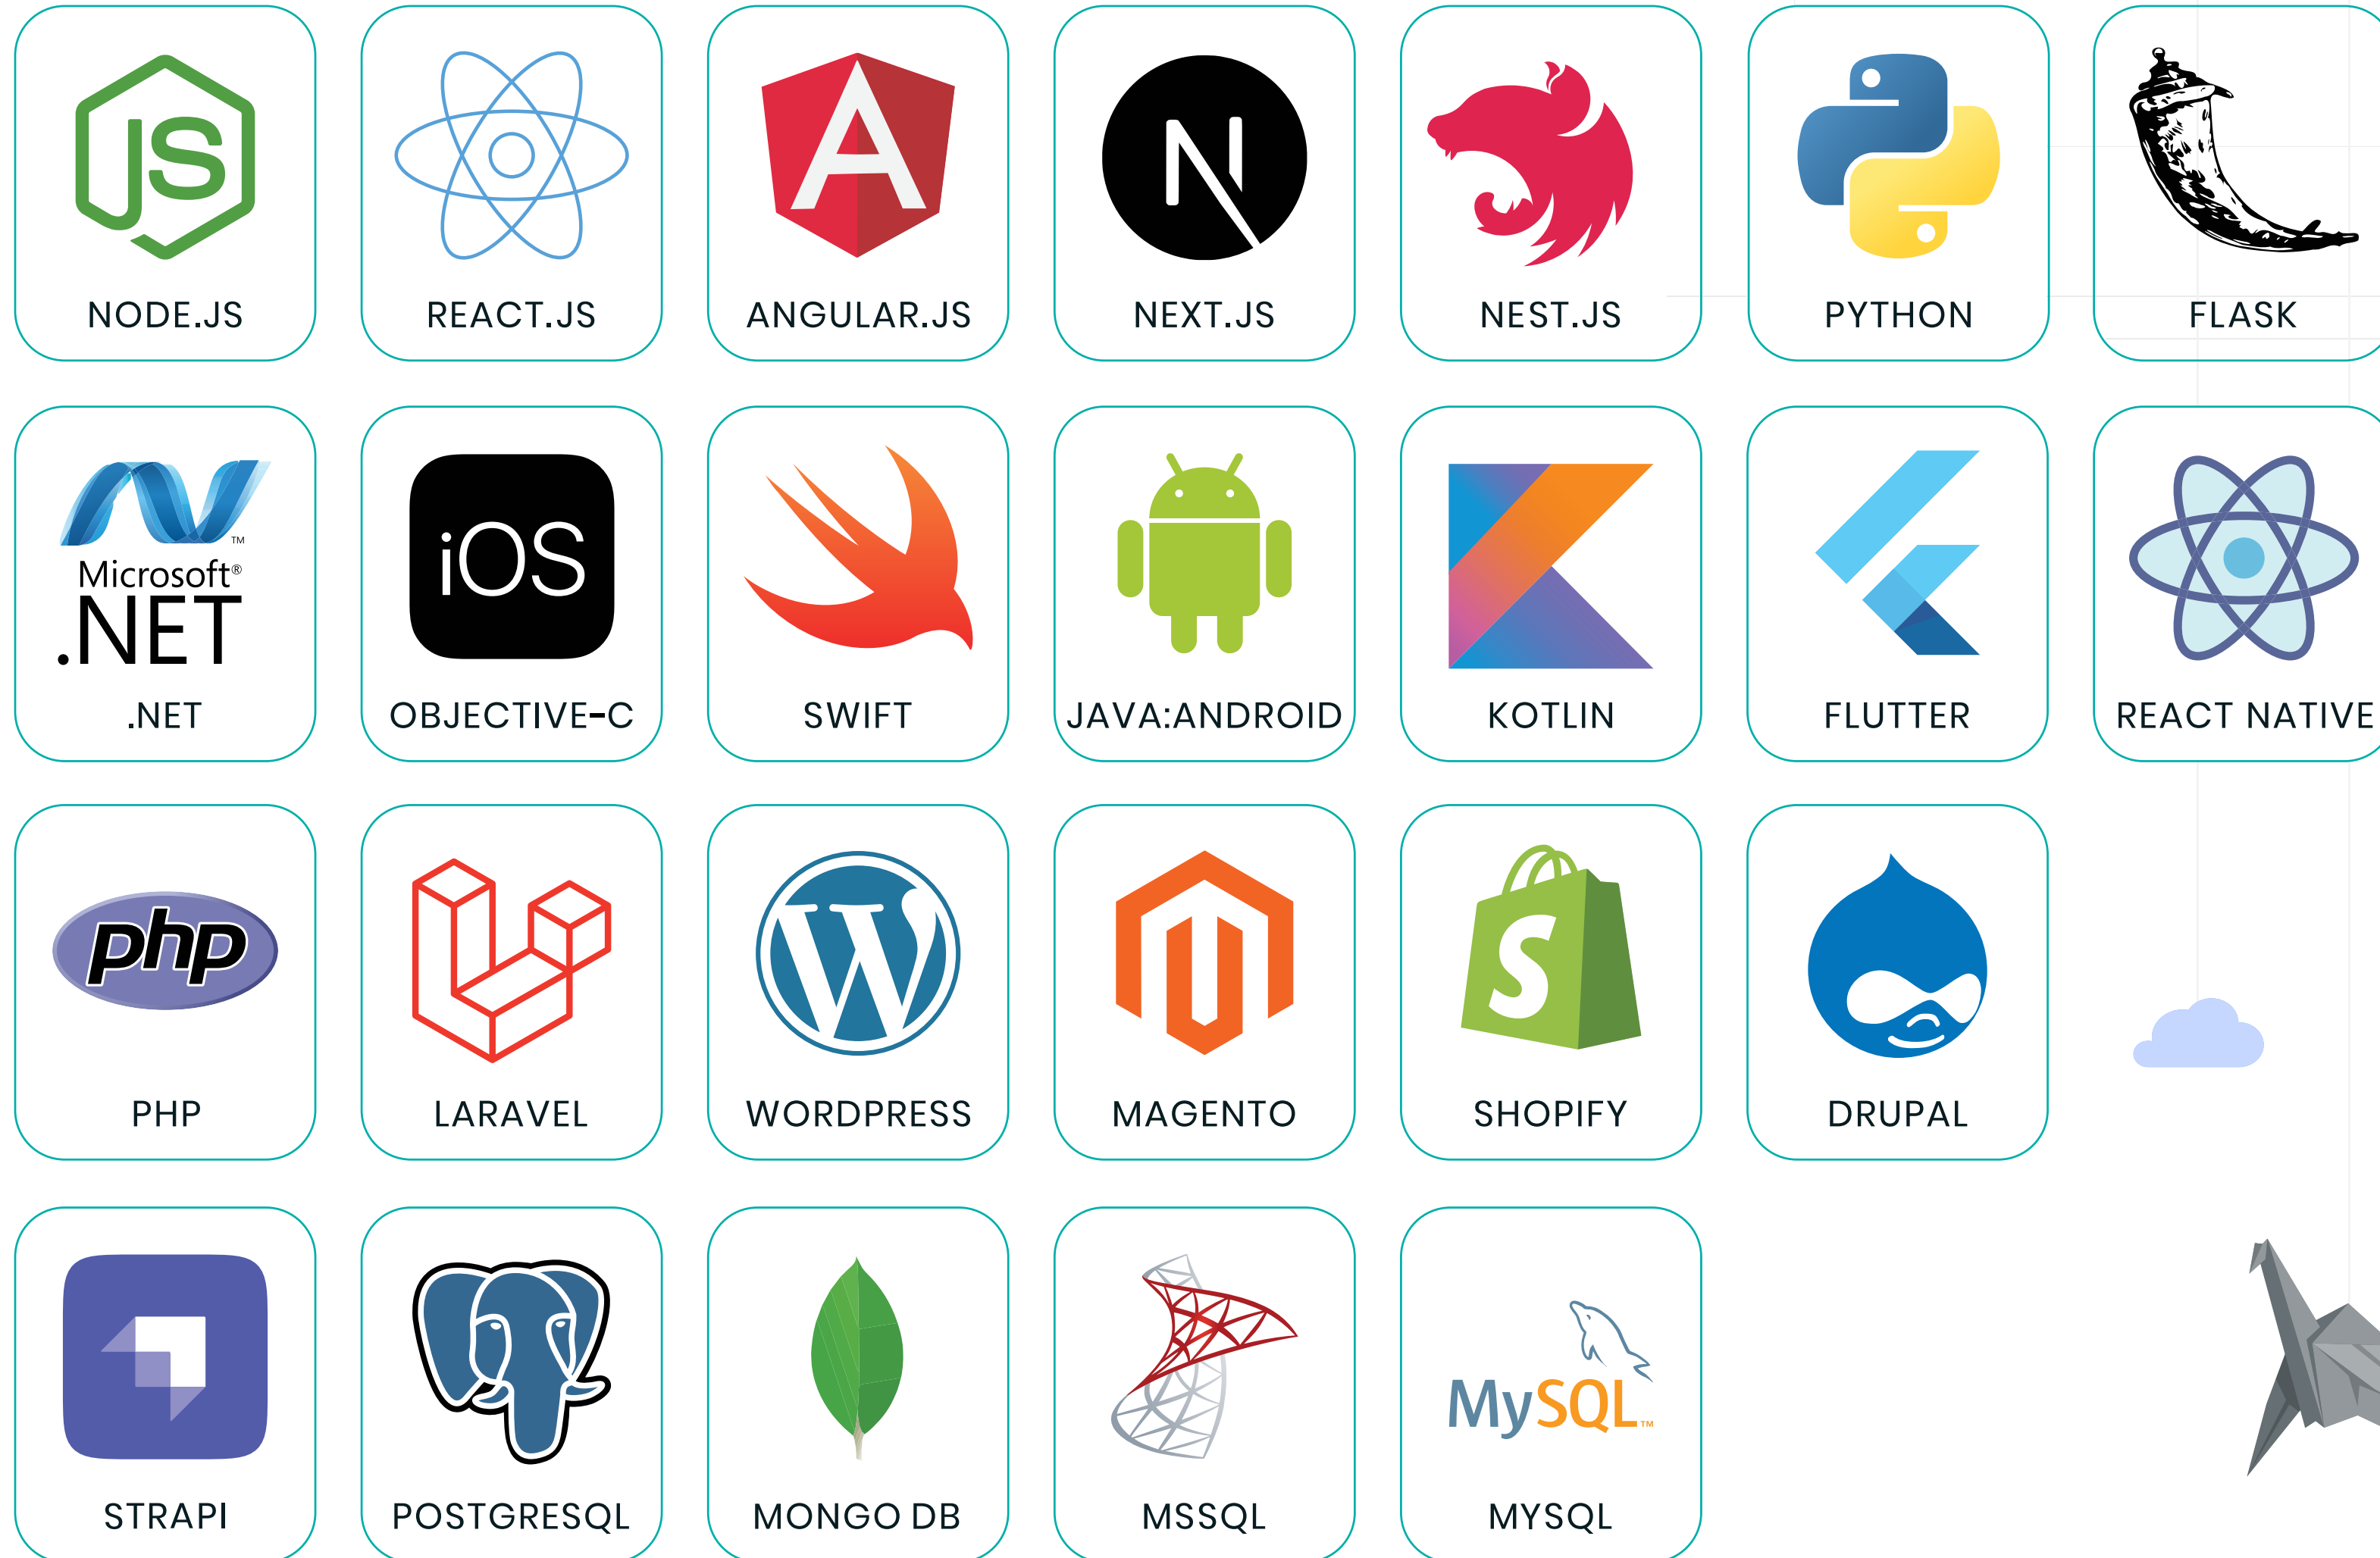 JS
NODE.JS
REACT.JS
A
ANGULAR.JS
N
NEXT.JS
NEST.JS
PYTHON
FLASK
TM
Microsoft®
.NET
.NET
iOS
OBJECTIVE-C
SWIFT
JAVA:ANDROID
KOTLIN
FLUTTER
REACT NATIVE
php
PHP
LARAVEL
W
WORDPRESS
MAGENTO
S
SHOPIFY
DRUPAL
STRAPI
POSTGRESQL
MONGO DB
MSSQL
MySQL™
MYSQL